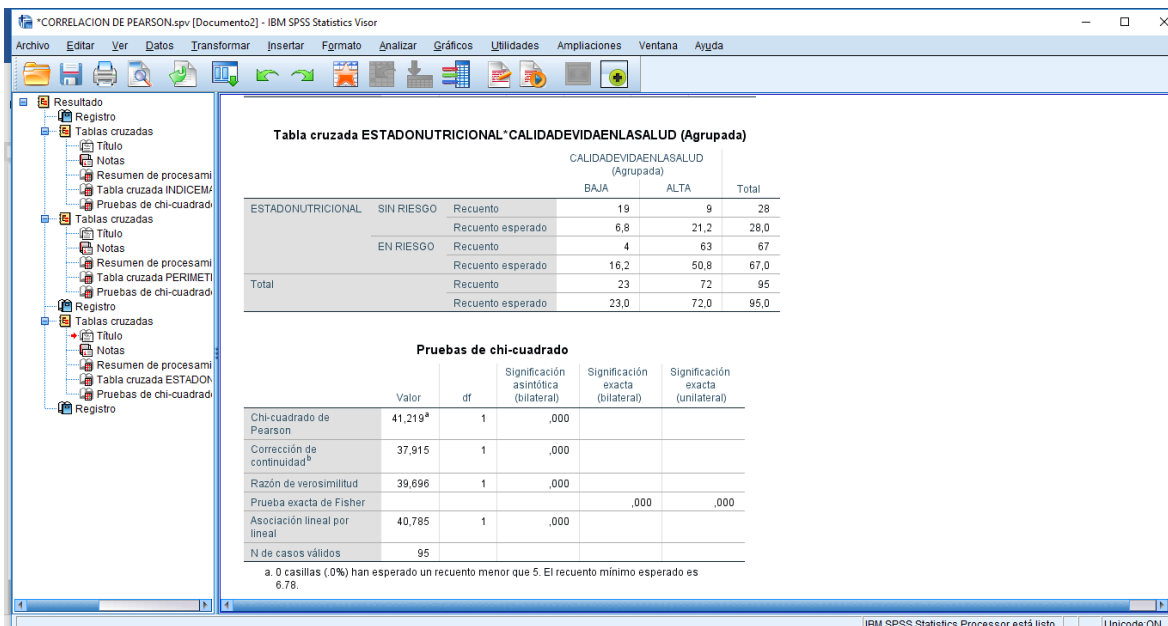 *CORRELACION DE PEARSON.spv [Documento2] - IBM SPSS Statistics Visor
Archivo Editar Ver Datos Transformar Insertar Formato Analizar Gráficos Utilidades Ampliaciones Ventana Ayuda
Resultado
Registro
Tablas cruzadas
Título
Notas
Resumen de procesami
Tabla cruzada INDICEMA
Pruebas de chi-cuadrad
Tablas cruzadas
Título
Notas
Resumen de procesami
Tabla cruzada PERIMETI
Pruebas de chi-cuadrad
Registro
Tablas cruzadas
Título
Notas
Resumen de procesami
Tabla cruzada ESTADON
Pruebas de chi-cuadrad
Registro
Tabla cruzada ESTADONUTRICIONAL*CALIDADEVIDAENLASALUD (Agrupada)
CALIDADEVIDAENLASALUD
(Agrupada)
BAJA ALTA Total
ESTADONUTRICIONAL SIN RIESGO Recuento 19 9 28
Recuento esperado 6,8 21,2 28,0
EN RIESGO Recuento 4 63 67
Recuento esperado 16,2 50,8 67,0
Total Recuento 23 72 95
Recuento esperado 23,0 72,0 95,0
Pruebas de chi-cuadrado
Valor df Significación asintótica (bilateral) Significación exacta (bilateral) Significación exacta (unilateral)
Chi-cuadrado de Pearson 41,219a 1 ,000
Corrección de continuidadb 37,915 1 ,000
Razón de verosimilitud 39,696 1 ,000
Prueba exacta de Fisher ,000 ,000
Asociación lineal por lineal 40,785 1 ,000
N de casos válidos 95
a. 0 casillas (.0%) han esperado un recuento menor que 5. El recuento mínimo esperado es
6.78.
IBM SPSS Statistics Processor está listo Unicode:ON